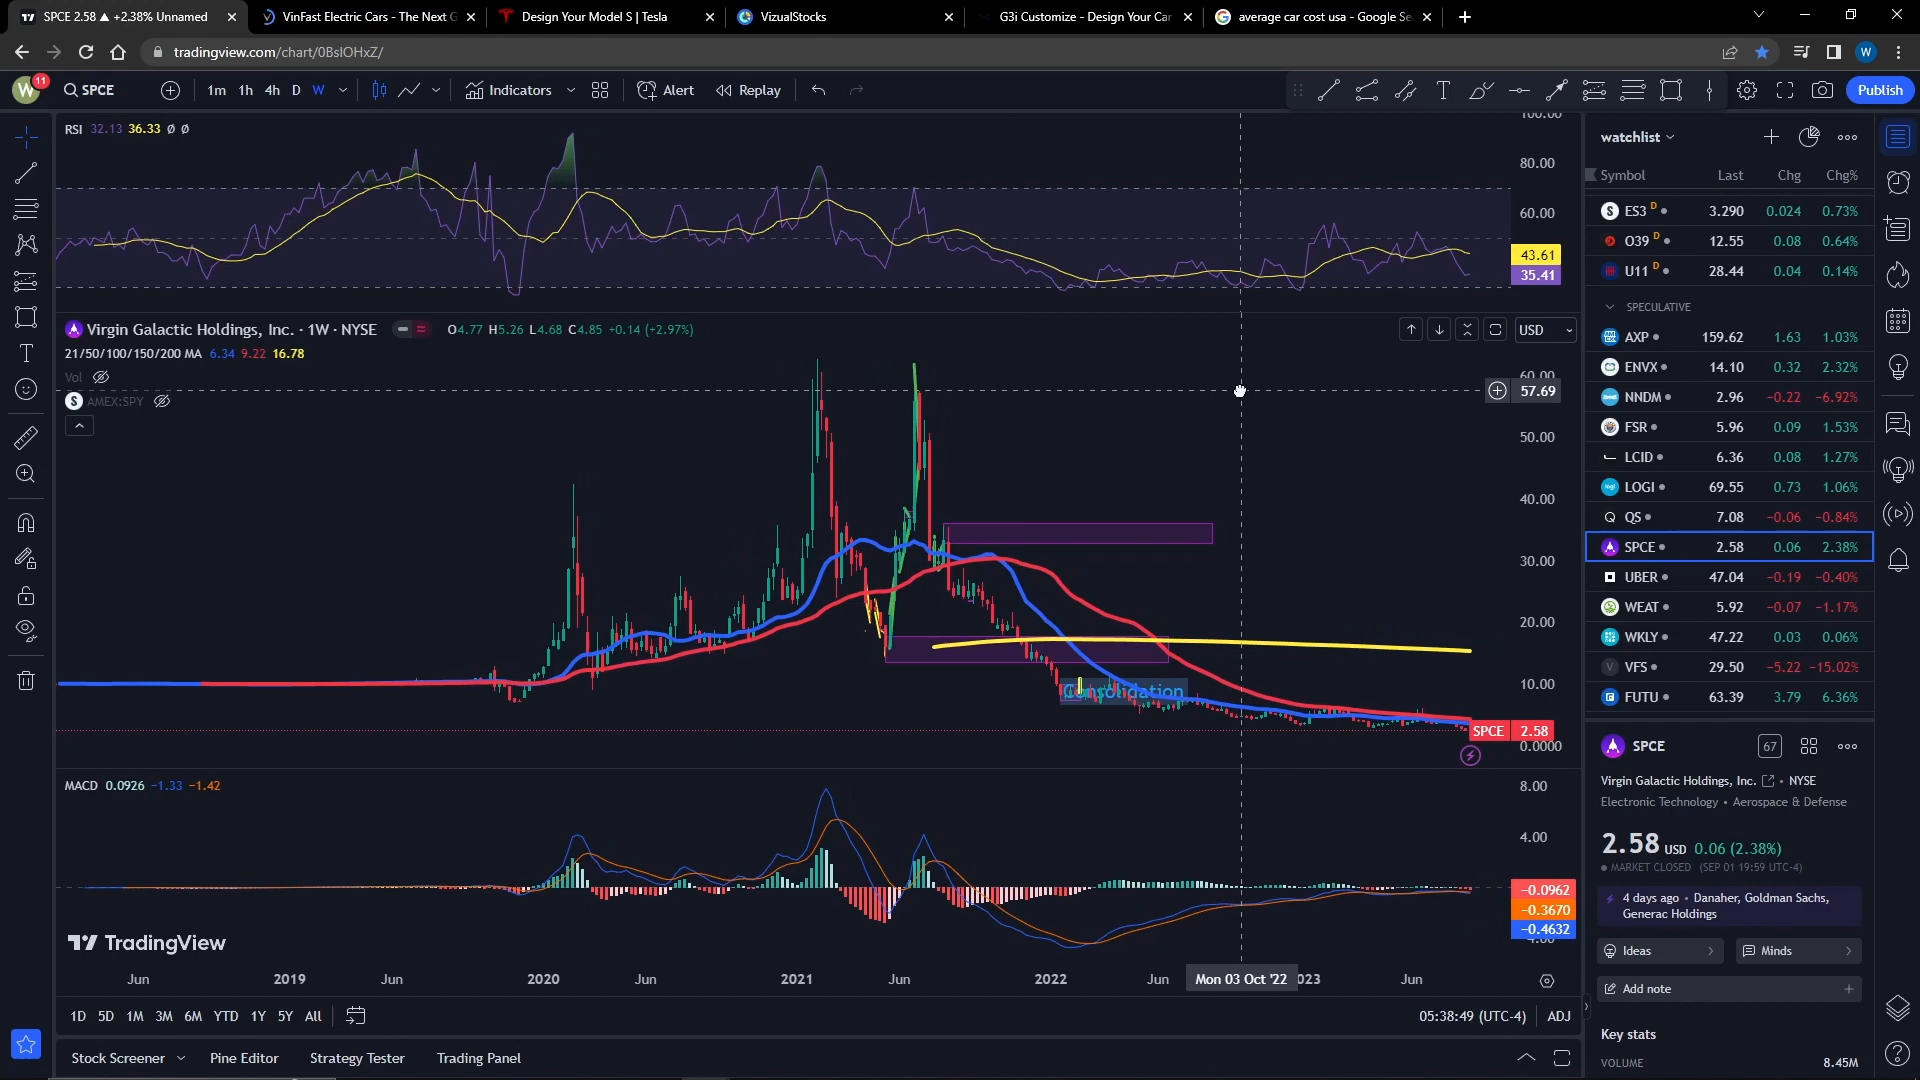 SPCE 2.58 ▲ +2.38% Unnamed
VinFast Electric Cars - The Next G
Design Your Model S | Tesla
VizualStocks
G3i Customize - Design Your Car
average car cost usa - Google Se
tradingview.com/chart/0BslOHxZ/
W
W 11
SPCE
1m 1h 4h D W
Indicators
Alert
Replay
Publish
RSI 32.13 36.33 Ø Ø
100.00
80.00
60.00
43.61
35.41
Virgin Galactic Holdings, Inc. · 1W · NYSE
O4.77 H5.26 L4.68 C4.85 +0.14 (+2.97%)
USD
21/50/100/150/200 MA 6.34 9.22 16.78
Vol
S AMEX:SPY
60.00
57.69
50.00
40.00
30.00
20.00
10.00
Consolidation
SPCE 2.58
0.0000
MACD 0.0926 −1.33 −1.42
8.00
4.00
−0.0962
−0.3670
−0.4632
TradingView
Jun 2019 Jun 2020 Jun 2021 Jun 2022 Jun Mon 03 Oct '22 023 Jun
1D 5D 1M 3M 6M YTD 1Y 5Y All
05:38:49 (UTC-4) ADJ
Stock Screener Pine Editor Strategy Tester Trading Panel
watchlist
Symbol Last Chg Chg%
ES3 D 3.290 0.024 0.73%
O39 D 12.55 0.08 0.64%
U11 D 28.44 0.04 0.14%
SPECULATIVE
AXP 159.62 1.63 1.03%
ENVX 14.10 0.32 2.32%
NNDM 2.96 −0.22 −6.92%
FSR 5.96 0.09 1.53%
LCID 6.36 0.08 1.27%
LOGI 69.55 0.73 1.06%
QS 7.08 −0.06 −0.84%
SPCE 2.58 0.06 2.38%
UBER 47.04 −0.19 −0.40%
WEAT 5.92 −0.07 −1.17%
WKLY 47.22 0.03 0.06%
VFS 29.50 −5.22 −15.02%
FUTU 63.39 3.79 6.36%
SPCE
67
Virgin Galactic Holdings, Inc. • NYSE
Electronic Technology • Aerospace & Defense
2.58 USD 0.06 (2.38%)
MARKET CLOSED (SEP 01 19:59 UTC-4)
4 days ago • Danaher, Goldman Sachs,
Generac Holdings
Ideas
Minds
Add note
Key stats
VOLUME 8.45M